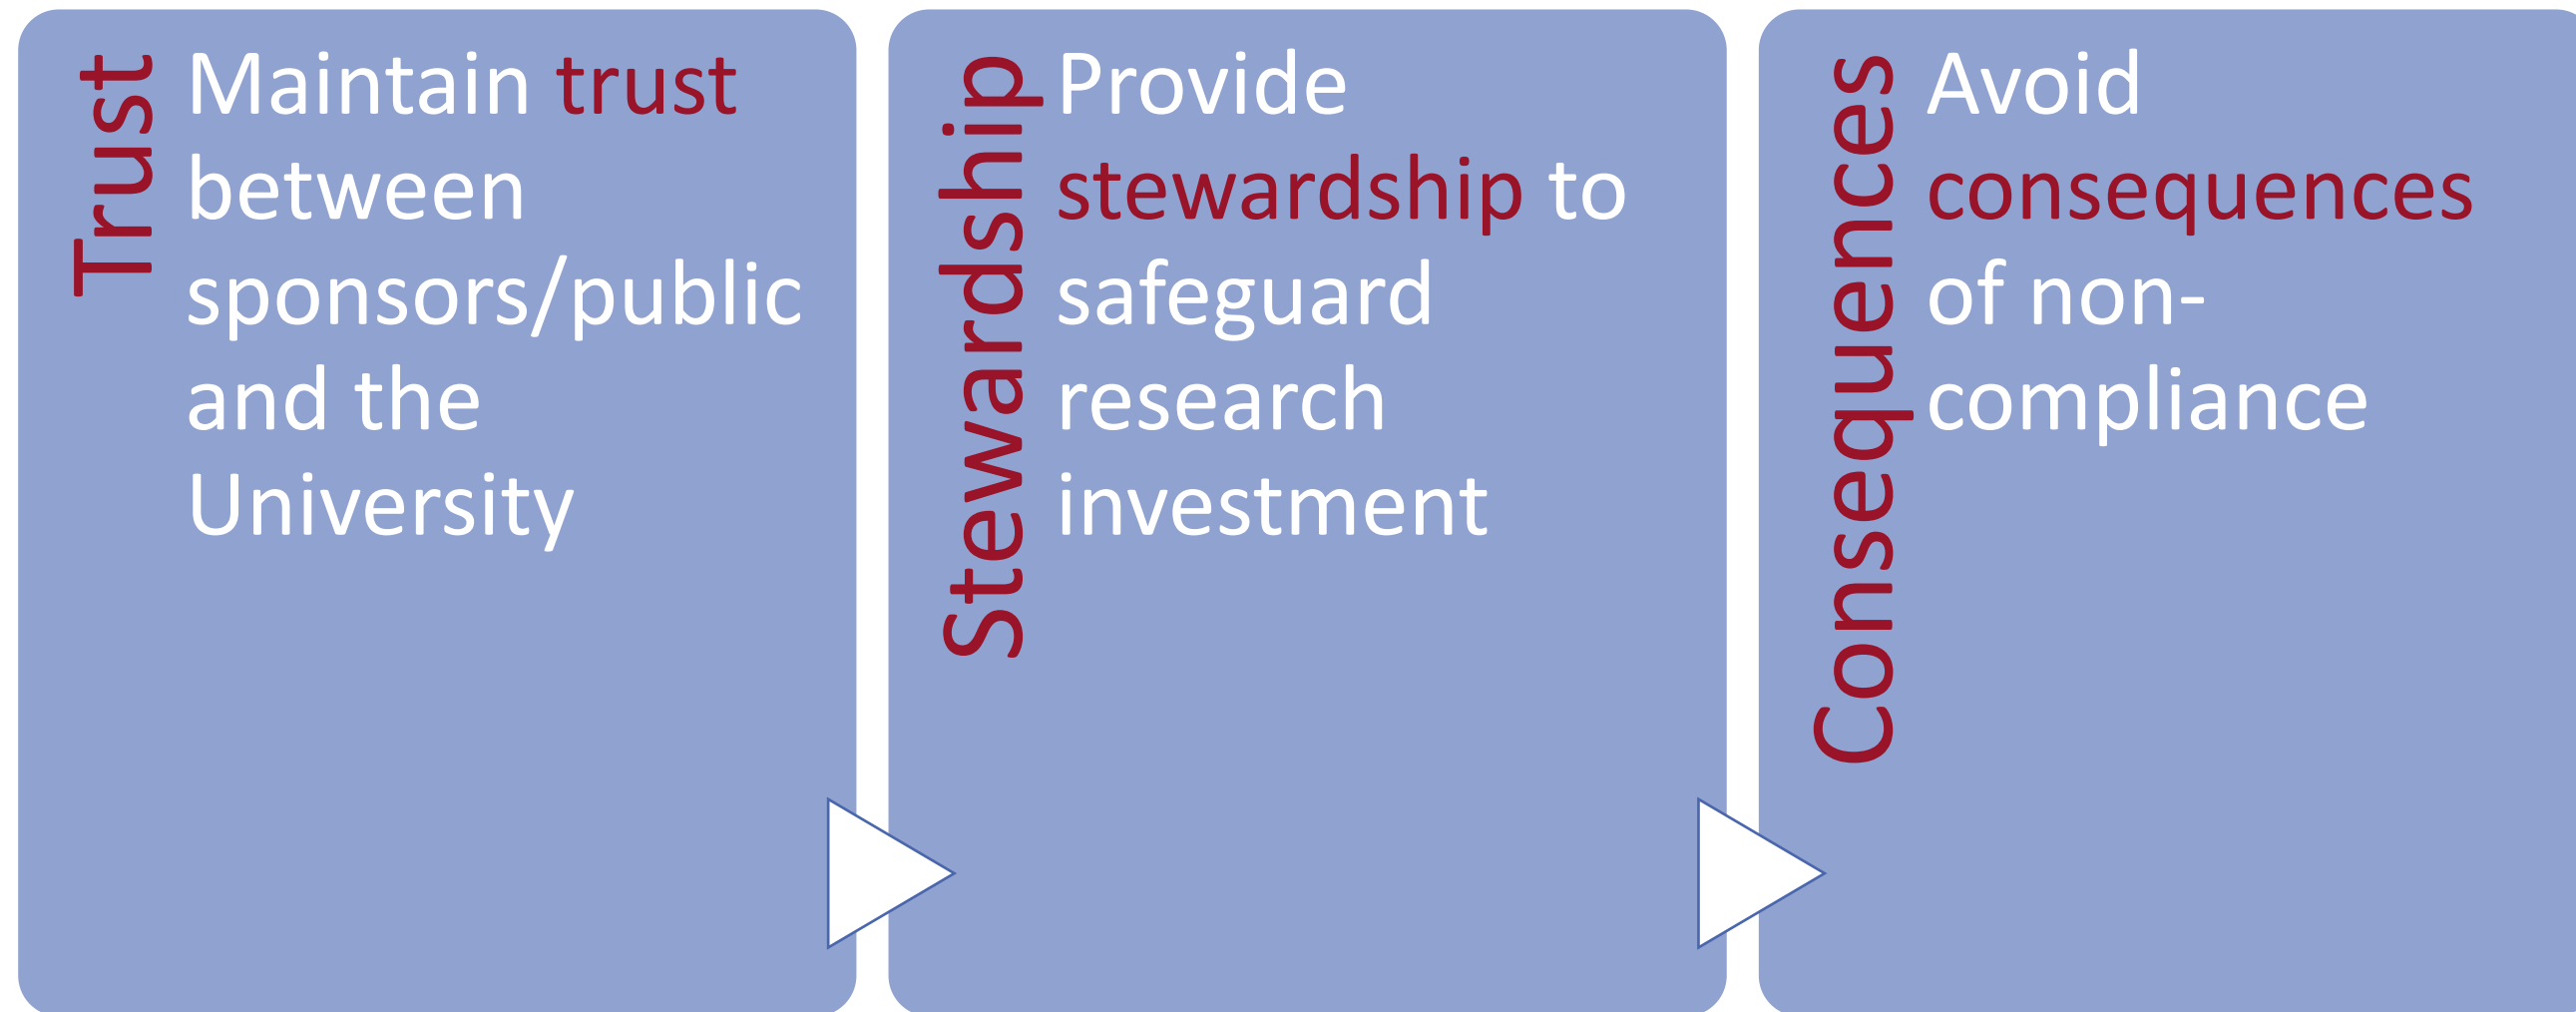 Trust
Maintain trust
between
sponsors/public
and the
University
Stewardship
Provide
stewardship to
safeguard
research
investment
Consequences
Avoid
consequences
of non-
compliance